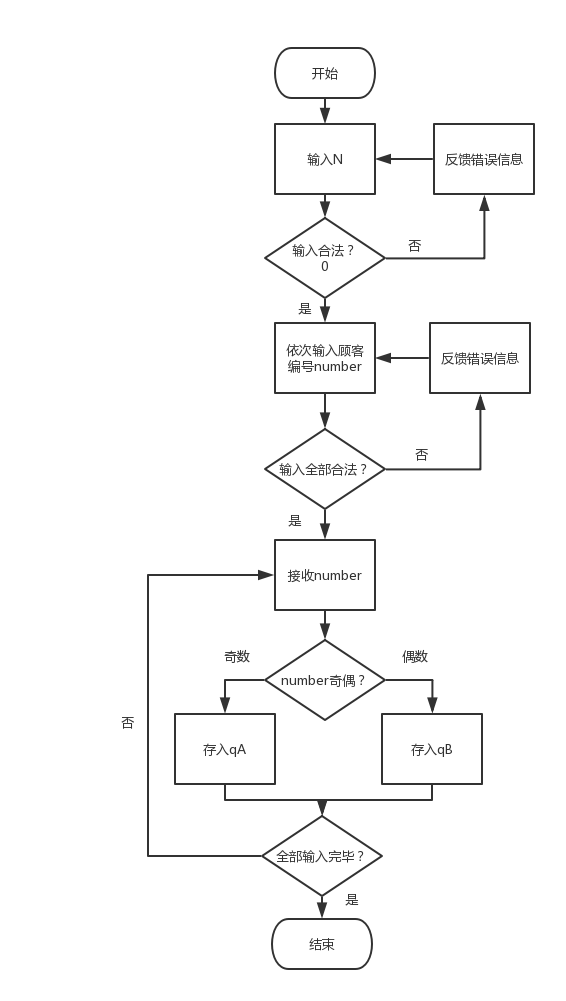 开始
输入N
反馈错误信息
输入合法？
0
否
是
依次输入顾客
编号number
反馈错误信息
输入全部合法？
否
是
接收number
number奇偶？
奇数
偶数
存入qA
存入qB
否
全部输入完毕？
是
结束